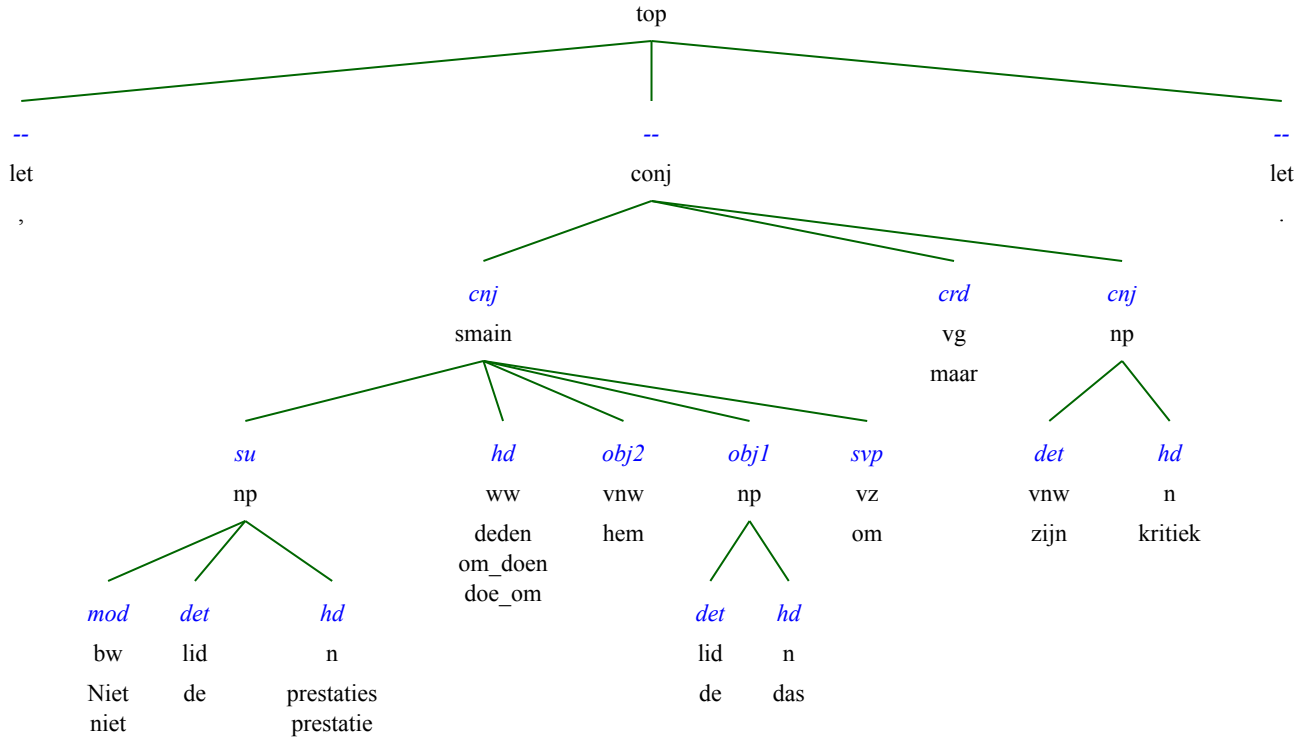 top
-- -- --
let conj let
, .
cnj crd cnj
smain vg np
maar
su hd obj2 obj1 svp det hd
np ww vnw np vz vnw n
deden hem om zijn kritiek
om_doen
doe_om
mod det hd det hd
bw lid n lid n
Niet de prestaties de das
niet prestatie